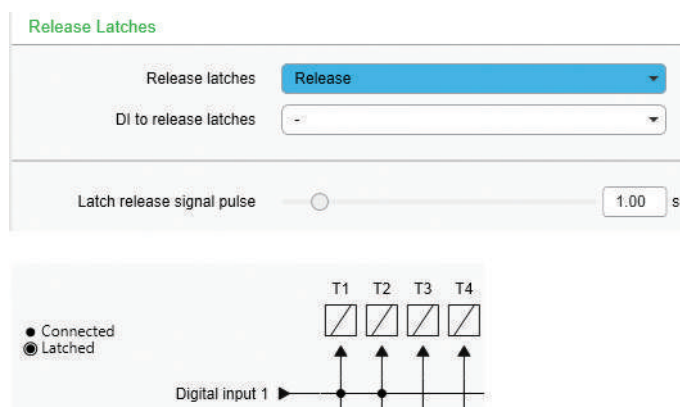 Release Latches
Release latches Release
DI to release latches -
Latch release signal pulse 1.00 s
T1 T2 T3 T4
Connected
Latched
Digital input 1